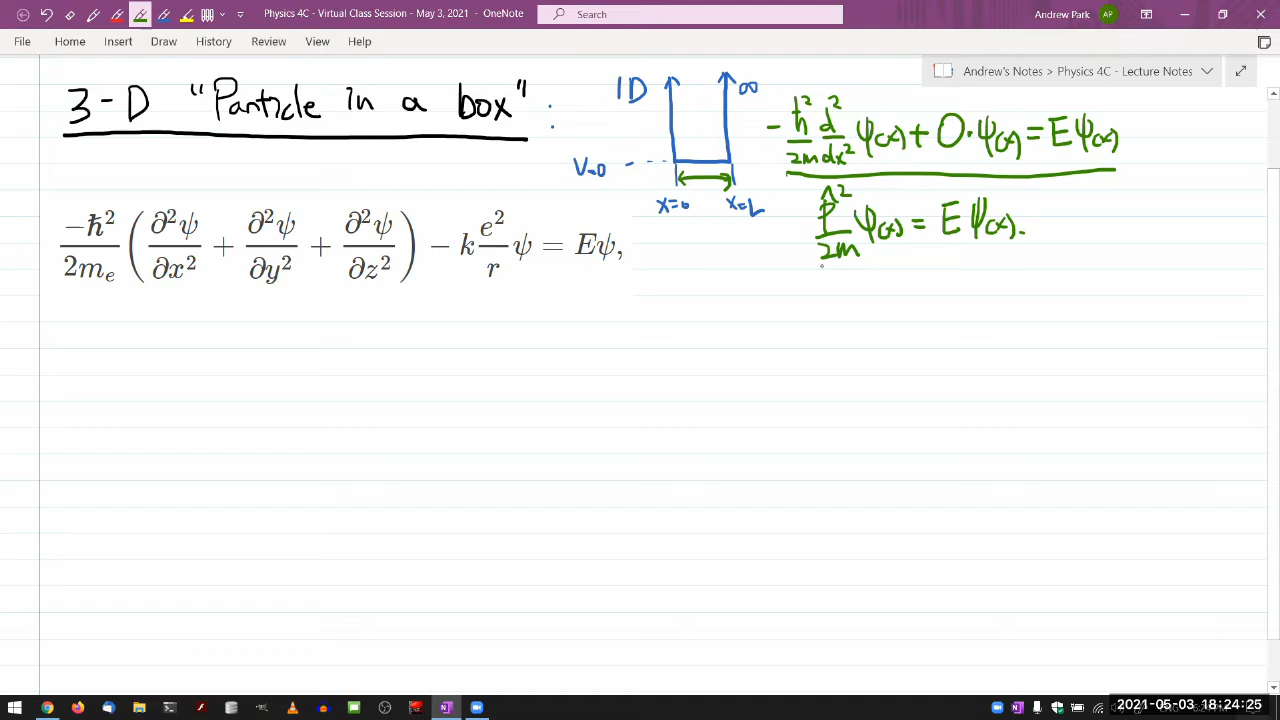 Physics 4C - Virtual Class Session - May 3, 2021 - OneNote
Search
Andrew Park
AP
File Home Insert Draw History Review View Help
Andrew's Notes > Physics 4C - Lecture Notes
3-D "Particle in a box" :
1D
∞
V=0
x=0 x=L
-ħ²/2m d²/dx² ψ(x) + 0·ψ(x) = Eψ(x)
p̂²/2m ψ(x) = Eψ(x).
-ħ²/2mₑ (∂²ψ/∂x² + ∂²ψ/∂y² + ∂²ψ/∂z²) − k e²/r ψ = Eψ,
2021-05-03 18:24:25